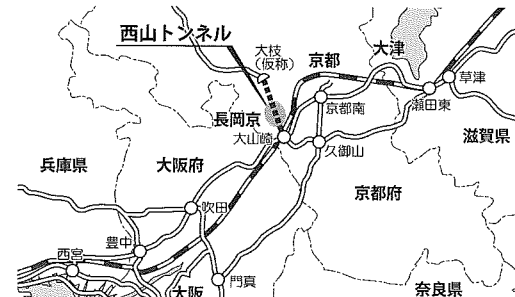 西山トンネル
大枝
(仮称)
京都
大津
草津
瀬田東
京都南
長岡京
大山崎
久御山
滋賀県
兵庫県
大阪府
京都府
吹田
豊中
西宮
門真
大阪
奈良県